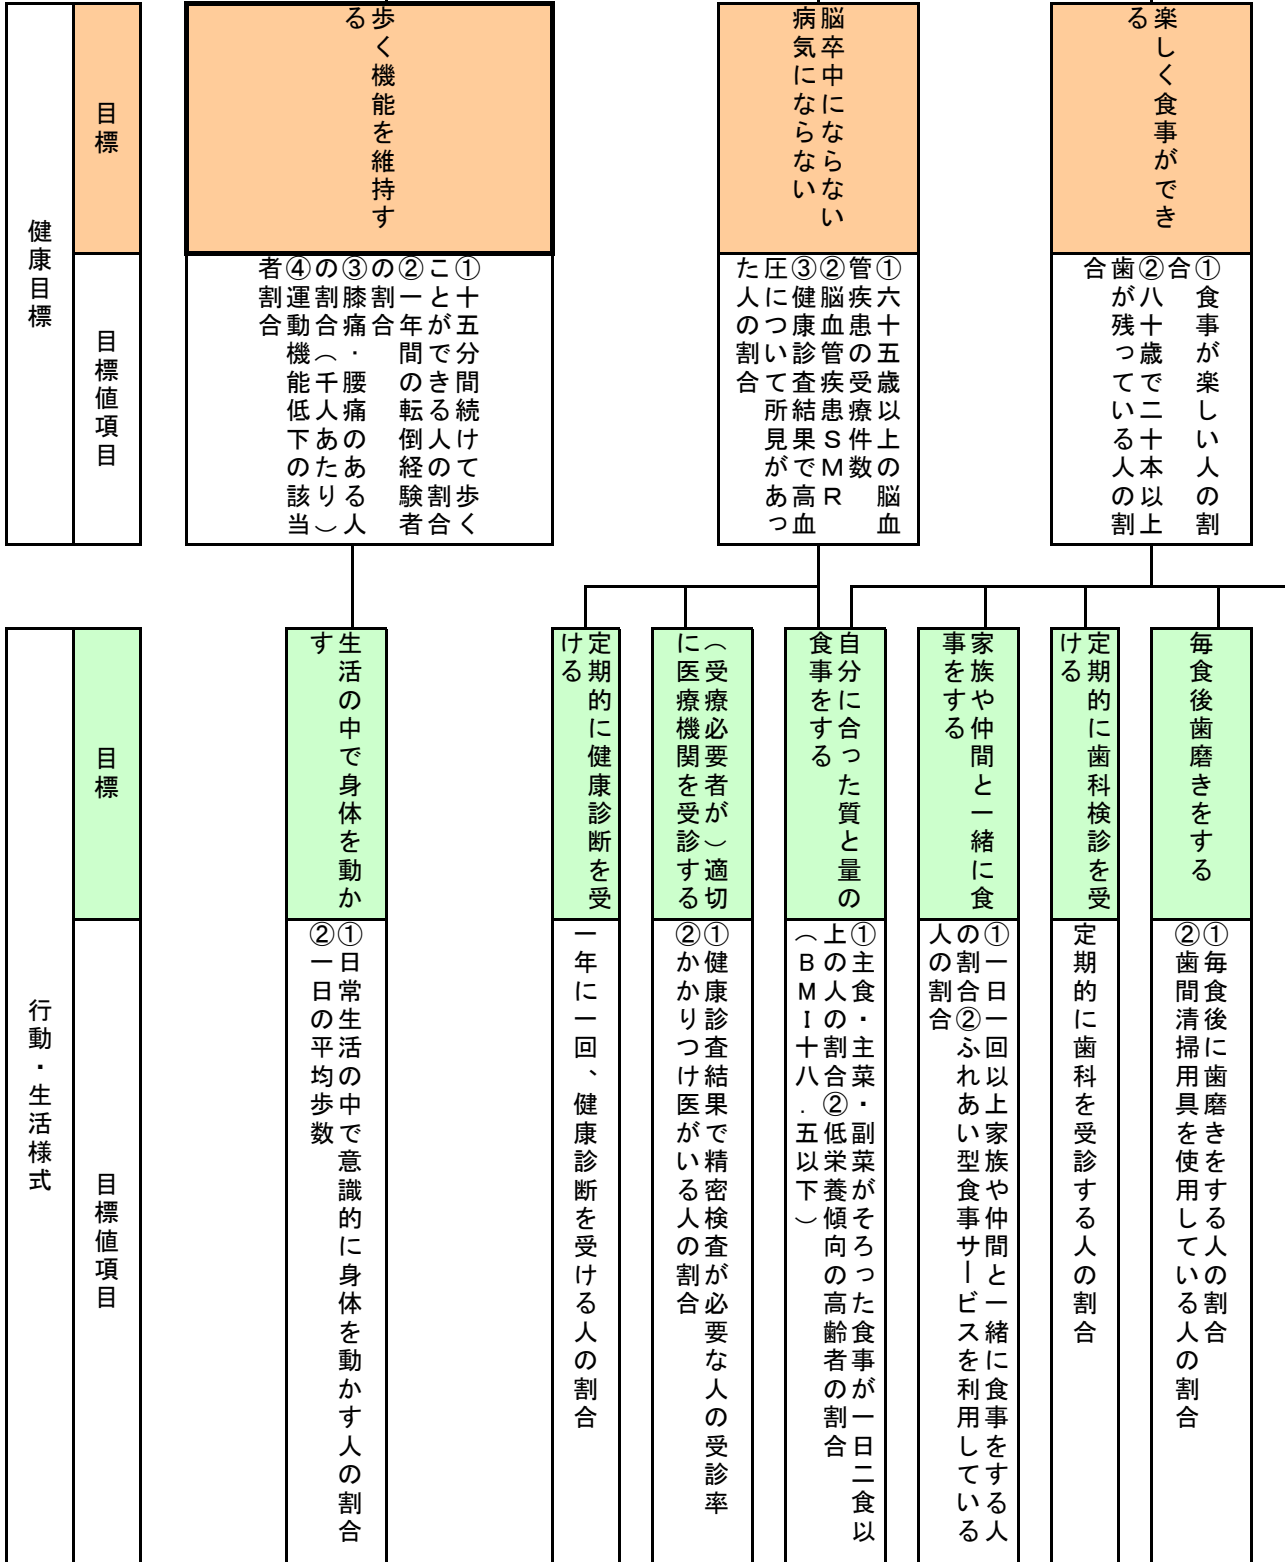 健康目標
目標
目標値項目
楽しく食事ができ
る
①食事が楽しい人の割
合
②八十歳で二十本以上
歯が残っている人の割
合
脳卒中にならない
病気にならない
①六十五歳以上の脳血
管疾患の受療件数
②脳血管疾患ＳＭＲ
③健康診査結果で高血
圧について所見があっ
た人の割合
歩く機能を維持す
る
①十五分間続けて歩く
ことができる人の割合
②一年間の転倒経験者
の割合
③膝痛・腰痛のある人
の割合（千人あたり）
④運動機能低下の該当
者割合
行動・生活様式
目標
目標値項目
毎食後歯磨きをする
①毎食後に歯磨きをする人の割合
②歯間清掃用具を使用している人の割合
定期的に歯科検診を受
ける
定期的に歯科を受診する人の割合
家族や仲間と一緒に食
事をする
①一日一回以上家族や仲間と一緒に食事をする人
の割合②ふれあい型食事サービスを利用している
人の割合
自分に合った質と量の
食事をする
①主食・主菜・副菜がそろった食事が一日二食以
上の人の割合②低栄養傾向の高齢者の割合
（ＢＭＩ十八．五以下）
（受療必要者が）適切
に医療機関を受診する
①健康診査結果で精密検査が必要な人の受診率
②かかりつけ医がいる人の割合
定期的に健康診断を受
ける
一年に一回、健康診断を受ける人の割合
生活の中で身体を動か
す
①日常生活の中で意識的に身体を動かす人の割合
②一日の平均歩数